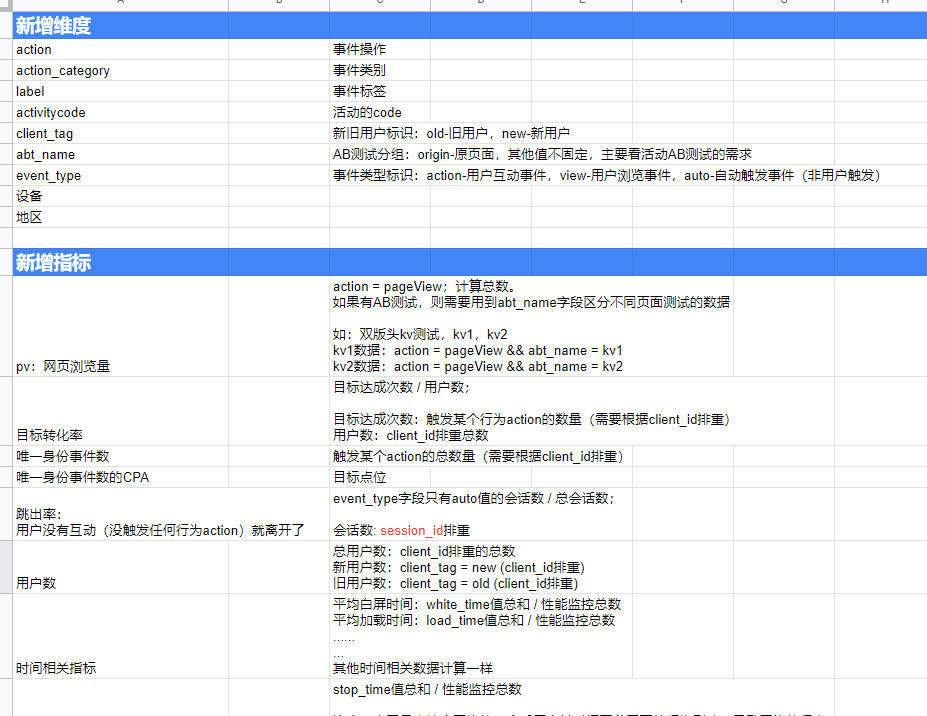 新增维度
action 事件操作
action_category 事件类别
label 事件标签
activitycode 活动的code
client_tag 新旧用户标识：old-旧用户，new-新用户
abt_name AB测试分组：origin-原页面，其他值不固定，主要看活动AB测试的需求
event_type 事件类型标识：action-用户互动事件，view-用户浏览事件，auto-自动触发事件（非用户触发）
设备
地区
新增指标
action = pageView；计算总数。
如果有AB测试，则需要用到abt_name字段区分不同页面测试的数据
如：双版头kv测试，kv1，kv2
kv1数据：action = pageView && abt_name = kv1
pv：网页浏览量 kv2数据：action = pageView && abt_name = kv2
目标达成次数 / 用户数；
目标达成次数：触发某个行为action的数量（需要根据client_id排重）
目标转化率 用户数：client_id排重总数
唯一身份事件数 触发某个action的总数量（需要根据client_id排重）
唯一身份事件数的CPA 目标点位
event_type字段只有auto值的会话数 / 总会话数；
跳出率：
用户没有互动（没触发任何行为action）就离开了 会话数: session_id排重
总用户数：client_id排重的总数
新用户数：client_tag = new (client_id排重)
用户数 旧用户数：client_tag = old (client_id排重)
平均白屏时间：white_time值总和 / 性能监控总数
平均加载时间：load_time值总和 / 性能监控总数
......
...
时间相关指标 其他时间相关数据计算一样
stop_time值总和 / 性能监控总数